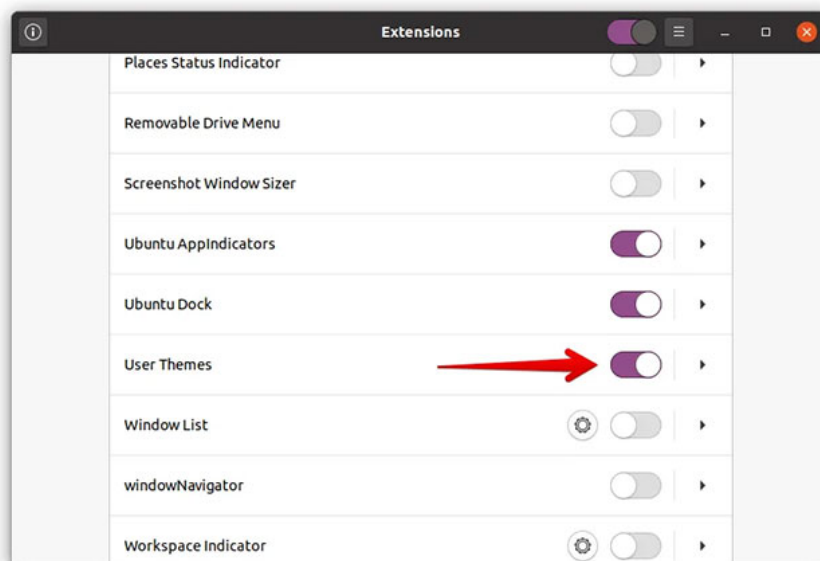 Extensions
Places Status Indicator
Removable Drive Menu
Screenshot Window Sizer
Ubuntu AppIndicators
Ubuntu Dock
User Themes
Window List
windowNavigator
Workspace Indicator